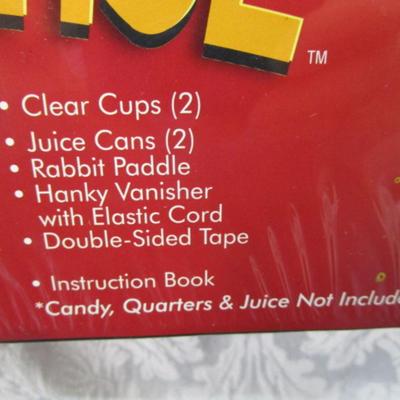 TM
• Clear Cups (2)
• Juice Cans (2)
• Rabbit Paddle
• Hanky Vanisher
with Elastic Cord
• Double-Sided Tape
• Instruction Book
*Candy, Quarters & Juice Not Include